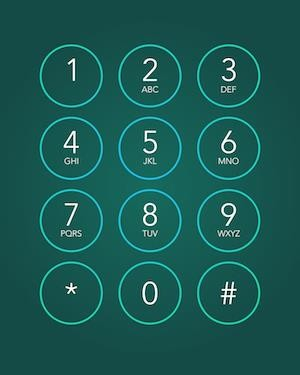 1 2 3
ABC DEF
4 5 6
GHI JKL MNO
7 8 9
PQRS TUV WXYZ
* 0 #